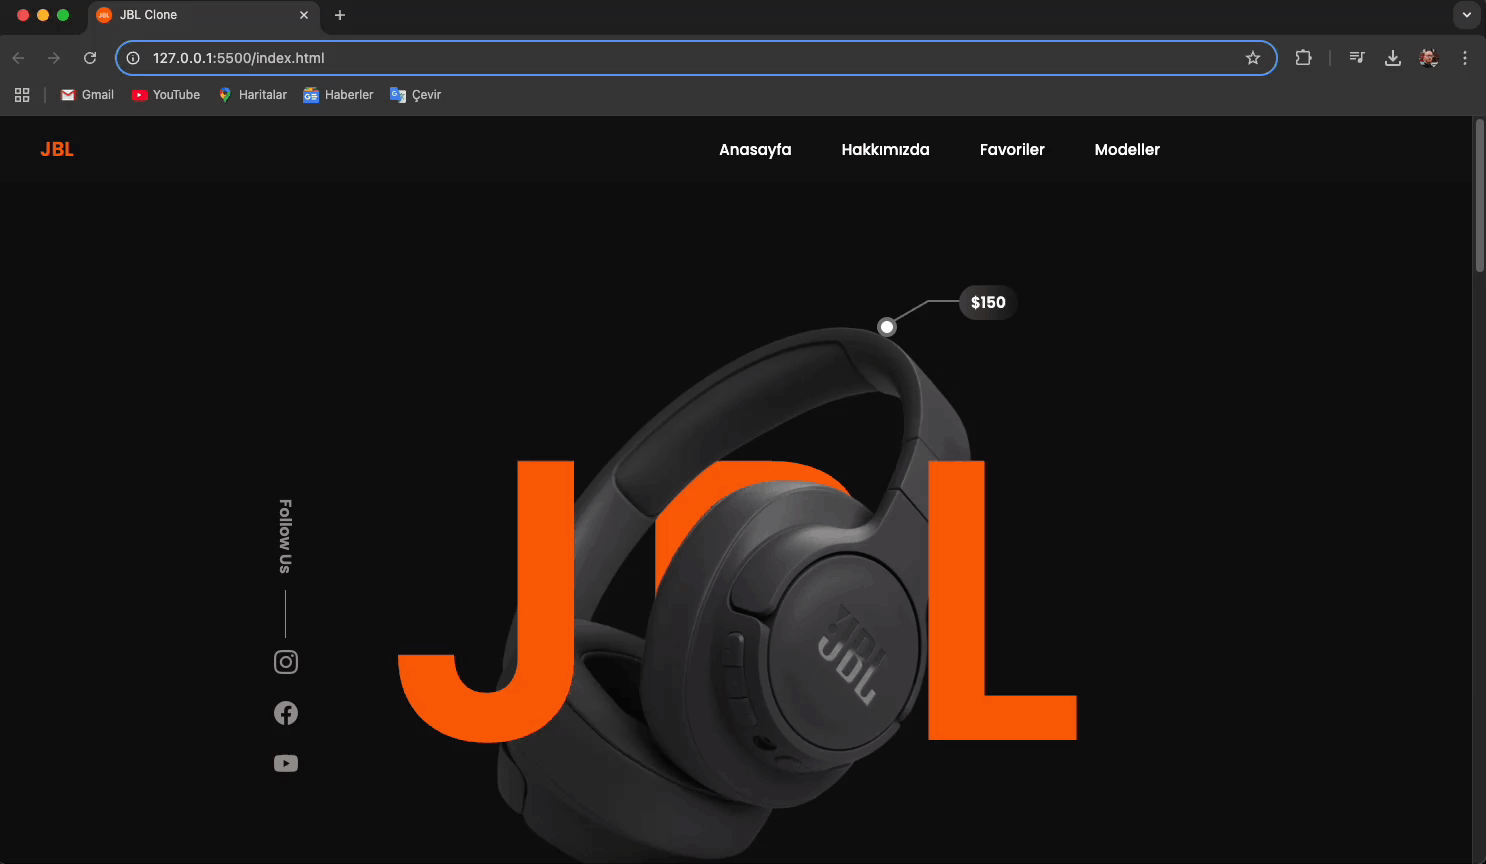 JBL Clone
127.0.0.1:5500/index.html
Gmail YouTube Haritalar Haberler Çevir
JBL Anasayfa Hakkımızda Favoriler Modeller
$150
JBL
JBL
Follow Us